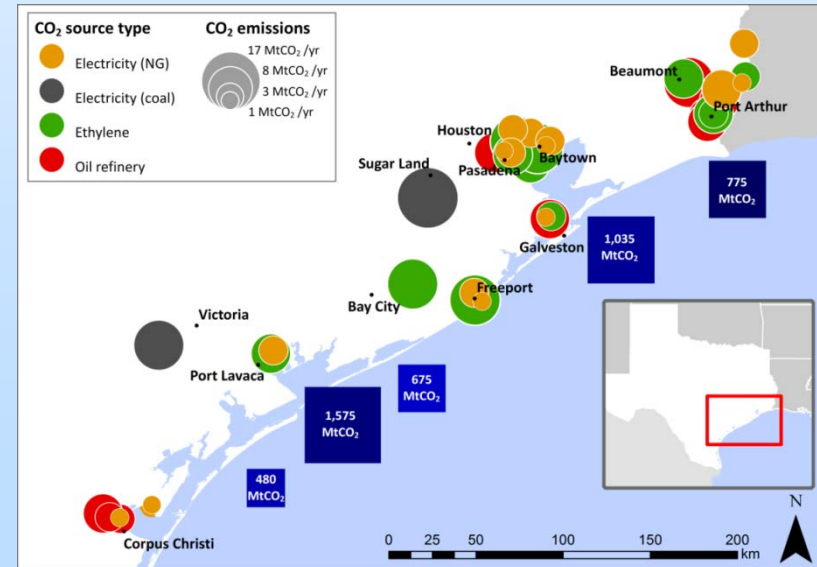 CO₂ source type
Electricity (NG)
Electricity (coal)
Ethylene
Oil refinery
CO₂ emissions
17 MtCO₂ /yr
8 MtCO₂ /yr
3 MtCO₂ /yr
1 MtCO₂ /yr
Beaumont
Port Arthur
Houston
Baytown
Pasadena
Sugar Land
775
MtCO₂
1,035
MtCO₂
Galveston
Freeport
Bay City
Victoria
Port Lavaca
675
MtCO₂
1,575
MtCO₂
480
MtCO₂
Corpus Christi
N
0 25 50 100 150 200
km